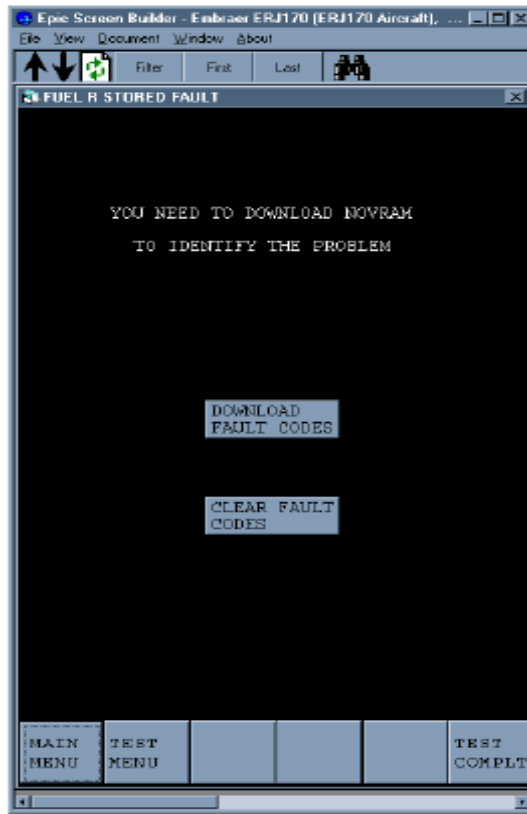 Epic Screen Builder - Embraer ERJ170 (ERJ170 Aircraft), ...
File View Document Window About
Filter First Last
FUEL R STORED FAULT
YOU NEED TO DOWNLOAD NOVRAM
TO IDENTIFY THE PROBLEM
DOWNLOAD
FAULT CODES
CLEAR FAULT
CODES
MAIN
MENU
TEST
MENU
TEST
COMPLT